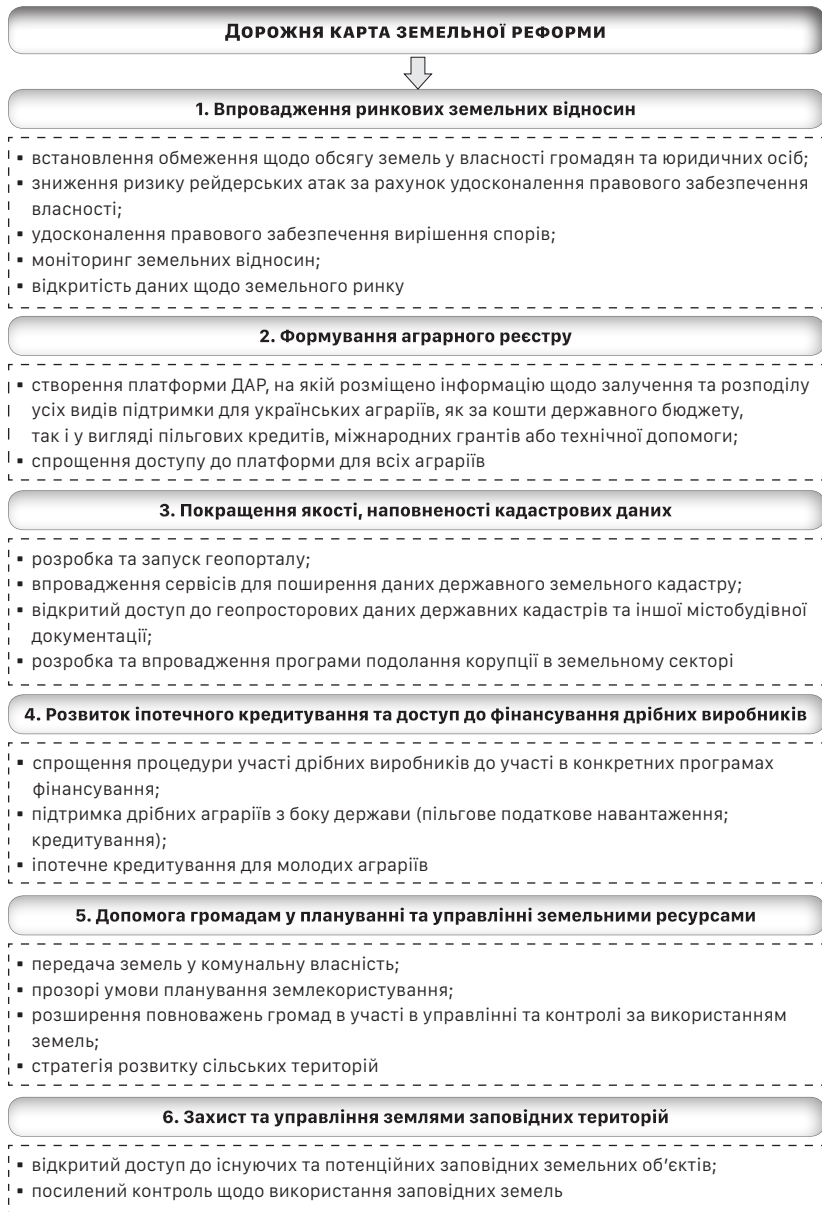 ДОРОЖНЯ КАРТА ЗЕМЕЛЬНОЇ РЕФОРМИ
1. Впровадження ринкових земельних відносин
▪ встановлення обмеження щодо обсягу земель у власності громадян та юридичних осіб;
▪ зниження ризику рейдерських атак за рахунок удосконалення правового забезпечення
власності;
▪ удосконалення правового забезпечення вирішення спорів;
▪ моніторинг земельних відносин;
▪ відкритість даних щодо земельного ринку
2. Формування аграрного реєстру
▪ створення платформи ДАР, на якій розміщено інформацію щодо залучення та розподілу
усіх видів підтримки для українських аграріїв, як за кошти державного бюджету,
так і у вигляді пільгових кредитів, міжнародних грантів або технічної допомоги;
▪ спрощення доступу до платформи для всіх аграріїв
3. Покращення якості, наповненості кадастрових даних
▪ розробка та запуск геопорталу;
▪ впровадження сервісів для поширення даних державного земельного кадастру;
▪ відкритий доступ до геопросторових даних державних кадастрів та іншої містобудівної
документації;
▪ розробка та впровадження програми подолання корупції в земельному секторі
4. Розвиток іпотечного кредитування та доступ до фінансування дрібних виробників
▪ спрощення процедури участі дрібних виробників до участі в конкретних програмах
фінансування;
▪ підтримка дрібних аграріїв з боку держави (пільгове податкове навантаження;
кредитування);
▪ іпотечне кредитування для молодих аграріїв
5. Допомога громадам у плануванні та управлінні земельними ресурсами
▪ передача земель у комунальну власність;
▪ прозорі умови планування землекористування;
▪ розширення повноважень громад в участі в управлінні та контролі за використанням
земель;
▪ стратегія розвитку сільських територій
6. Захист та управління землями заповідних територій
▪ відкритий доступ до існуючих та потенційних заповідних земельних об’єктів;
▪ посилений контроль щодо використання заповідних земель